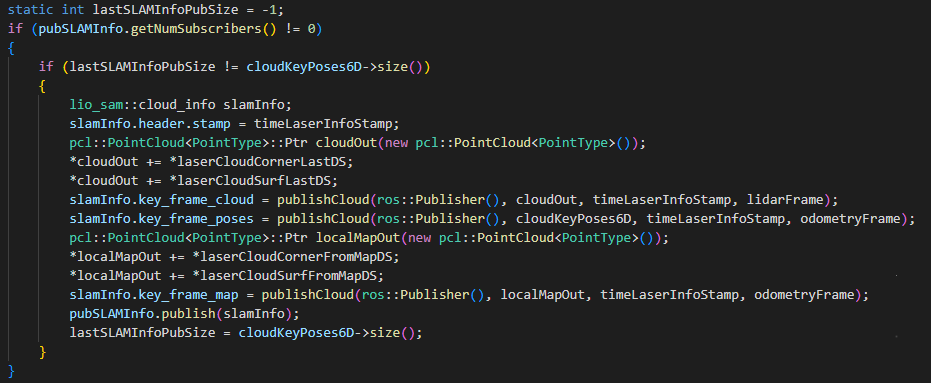 static int lastSLAMInfoPubSize = -1;
if (pubSLAMInfo.getNumSubscribers() != 0)
{
    if (lastSLAMInfoPubSize != cloudKeyPoses6D->size())
    {
        lio_sam::cloud_info slamInfo;
        slamInfo.header.stamp = timeLaserInfoStamp;
        pcl::PointCloud<PointType>::Ptr cloudOut(new pcl::PointCloud<PointType>());
        *cloudOut += *laserCloudCornerLastDS;
        *cloudOut += *laserCloudSurfLastDS;
        slamInfo.key_frame_cloud = publishCloud(ros::Publisher(), cloudOut, timeLaserInfoStamp, lidarFrame);
        slamInfo.key_frame_poses = publishCloud(ros::Publisher(), cloudKeyPoses6D, timeLaserInfoStamp, odometryFrame);
        pcl::PointCloud<PointType>::Ptr localMapOut(new pcl::PointCloud<PointType>());
        *localMapOut += *laserCloudCornerFromMapDS;
        *localMapOut += *laserCloudSurfFromMapDS;
        slamInfo.key_frame_map = publishCloud(ros::Publisher(), localMapOut, timeLaserInfoStamp, odometryFrame);
        pubSLAMInfo.publish(slamInfo);
        lastSLAMInfoPubSize = cloudKeyPoses6D->size();
    }
}